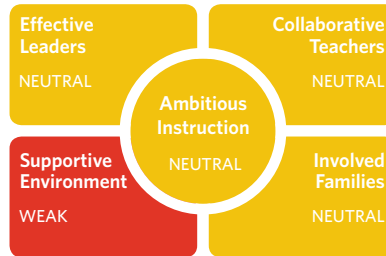 Effective
Leaders
NEUTRAL
Collaborative
Teachers
NEUTRAL
Ambitious
Instruction
NEUTRAL
Supportive
Environment
WEAK
Involved
Families
NEUTRAL